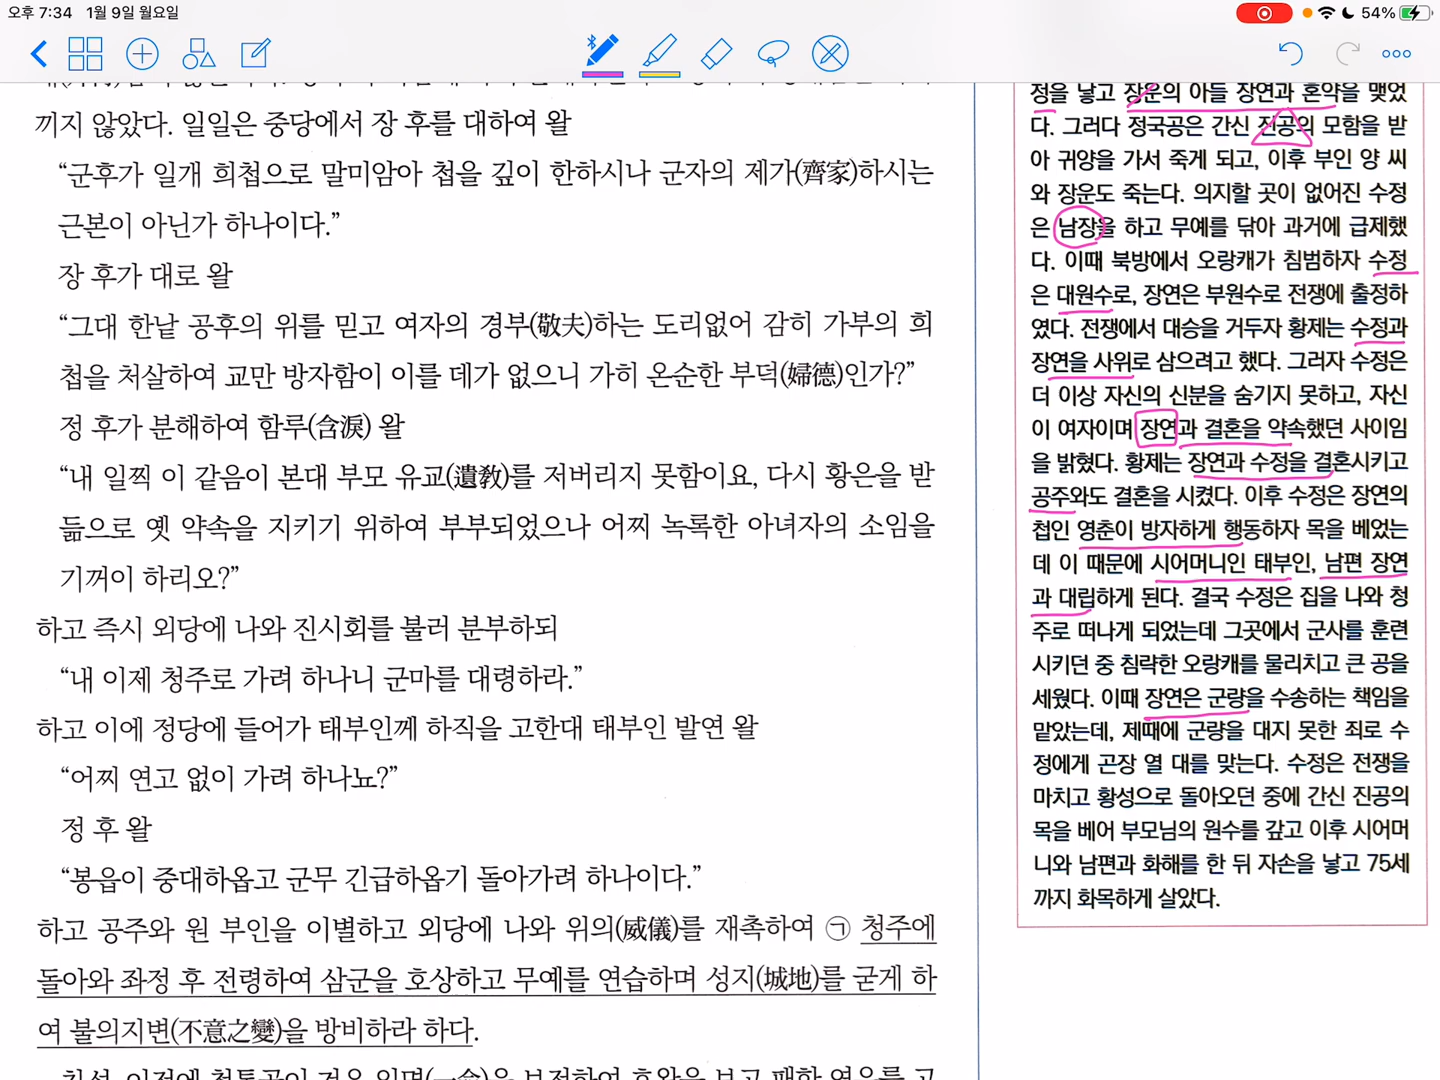 오후 7:34 1월 9일 월요일
54%
끼지 않았다. 일일은 중당에서 장 후를 대하여 왈
“군후가 일개 희첩으로 말미암아 첩을 깊이 한하시나 군자의 제가(齊家)하시는
근본이 아닌가 하나이다.”
장 후가 대로 왈
“그대 한낱 공후의 위를 믿고 여자의 경부(敬夫)하는 도리없어 감히 가부의 희
첩을 처살하여 교만 방자함이 이를 데가 없으니 가히 온순한 부덕(婦德)인가?”
정 후가 분해하여 함루(含淚) 왈
“내 일찍 이 같음이 본대 부모 유교(遺敎)를 저버리지 못함이요, 다시 황은을 받
듦으로 옛 약속을 지키기 위하여 부부되었으나 어찌 녹록한 아녀자의 소임을
기꺼이 하리오?”
하고 즉시 외당에 나와 진시회를 불러 분부하되
“내 이제 청주로 가려 하나니 군마를 대령하라.”
하고 이에 정당에 들어가 태부인께 하직을 고한대 태부인 발연 왈
“어찌 연고 없이 가려 하나뇨?”
정 후 왈
“봉읍이 중대하옵고 군무 긴급하옵기 돌아가려 하나이다.”
하고 공주와 원 부인을 이별하고 외당에 나와 위의(威儀)를 재촉하여 ㉠ 청주에
돌아와 좌정 후 전령하여 삼군을 호상하고 무예를 연습하며 성지(城地)를 굳게 하
여 불의지변(不意之變)을 방비하라 하다.
정을 낳고 장운의 아들 장연과 혼약을 맺었
다. 그러다 정국공은 간신 진공의 모함을 받
아 귀양을 가서 죽게 되고, 이후 부인 양 씨
와 장운도 죽는다. 의지할 곳이 없어진 수정
은 남장을 하고 무예를 닦아 과거에 급제했
다. 이때 북방에서 오랑캐가 침범하자 수정
은 대원수로, 장연은 부원수로 전쟁에 출정하
였다. 전쟁에서 대승을 거두자 황제는 수정과
장연을 사위로 삼으려고 했다. 그러자 수정은
더 이상 자신의 신분을 숨기지 못하고, 자신
이 여자이며 장연과 결혼을 약속했던 사이임
을 밝혔다. 황제는 장연과 수정을 결혼시키고
공주와도 결혼을 시켰다. 이후 수정은 장연의
첩인 영춘이 방자하게 행동하자 목을 베었는
데 이 때문에 시어머니인 태부인, 남편 장연
과 대립하게 된다. 결국 수정은 집을 나와 청
주로 떠나게 되었는데 그곳에서 군사를 훈련
시키던 중 침략한 오랑캐를 물리치고 큰 공을
세웠다. 이때 장연은 군량을 수송하는 책임을
맡았는데, 제때에 군량을 대지 못한 죄로 수
정에게 곤장 열 대를 맞는다. 수정은 전쟁을
마치고 황성으로 돌아오던 중에 간신 진공의
목을 베어 부모님의 원수를 갚고 이후 시어머
니와 남편과 화해를 한 뒤 자손을 낳고 75세
까지 화목하게 살았다.